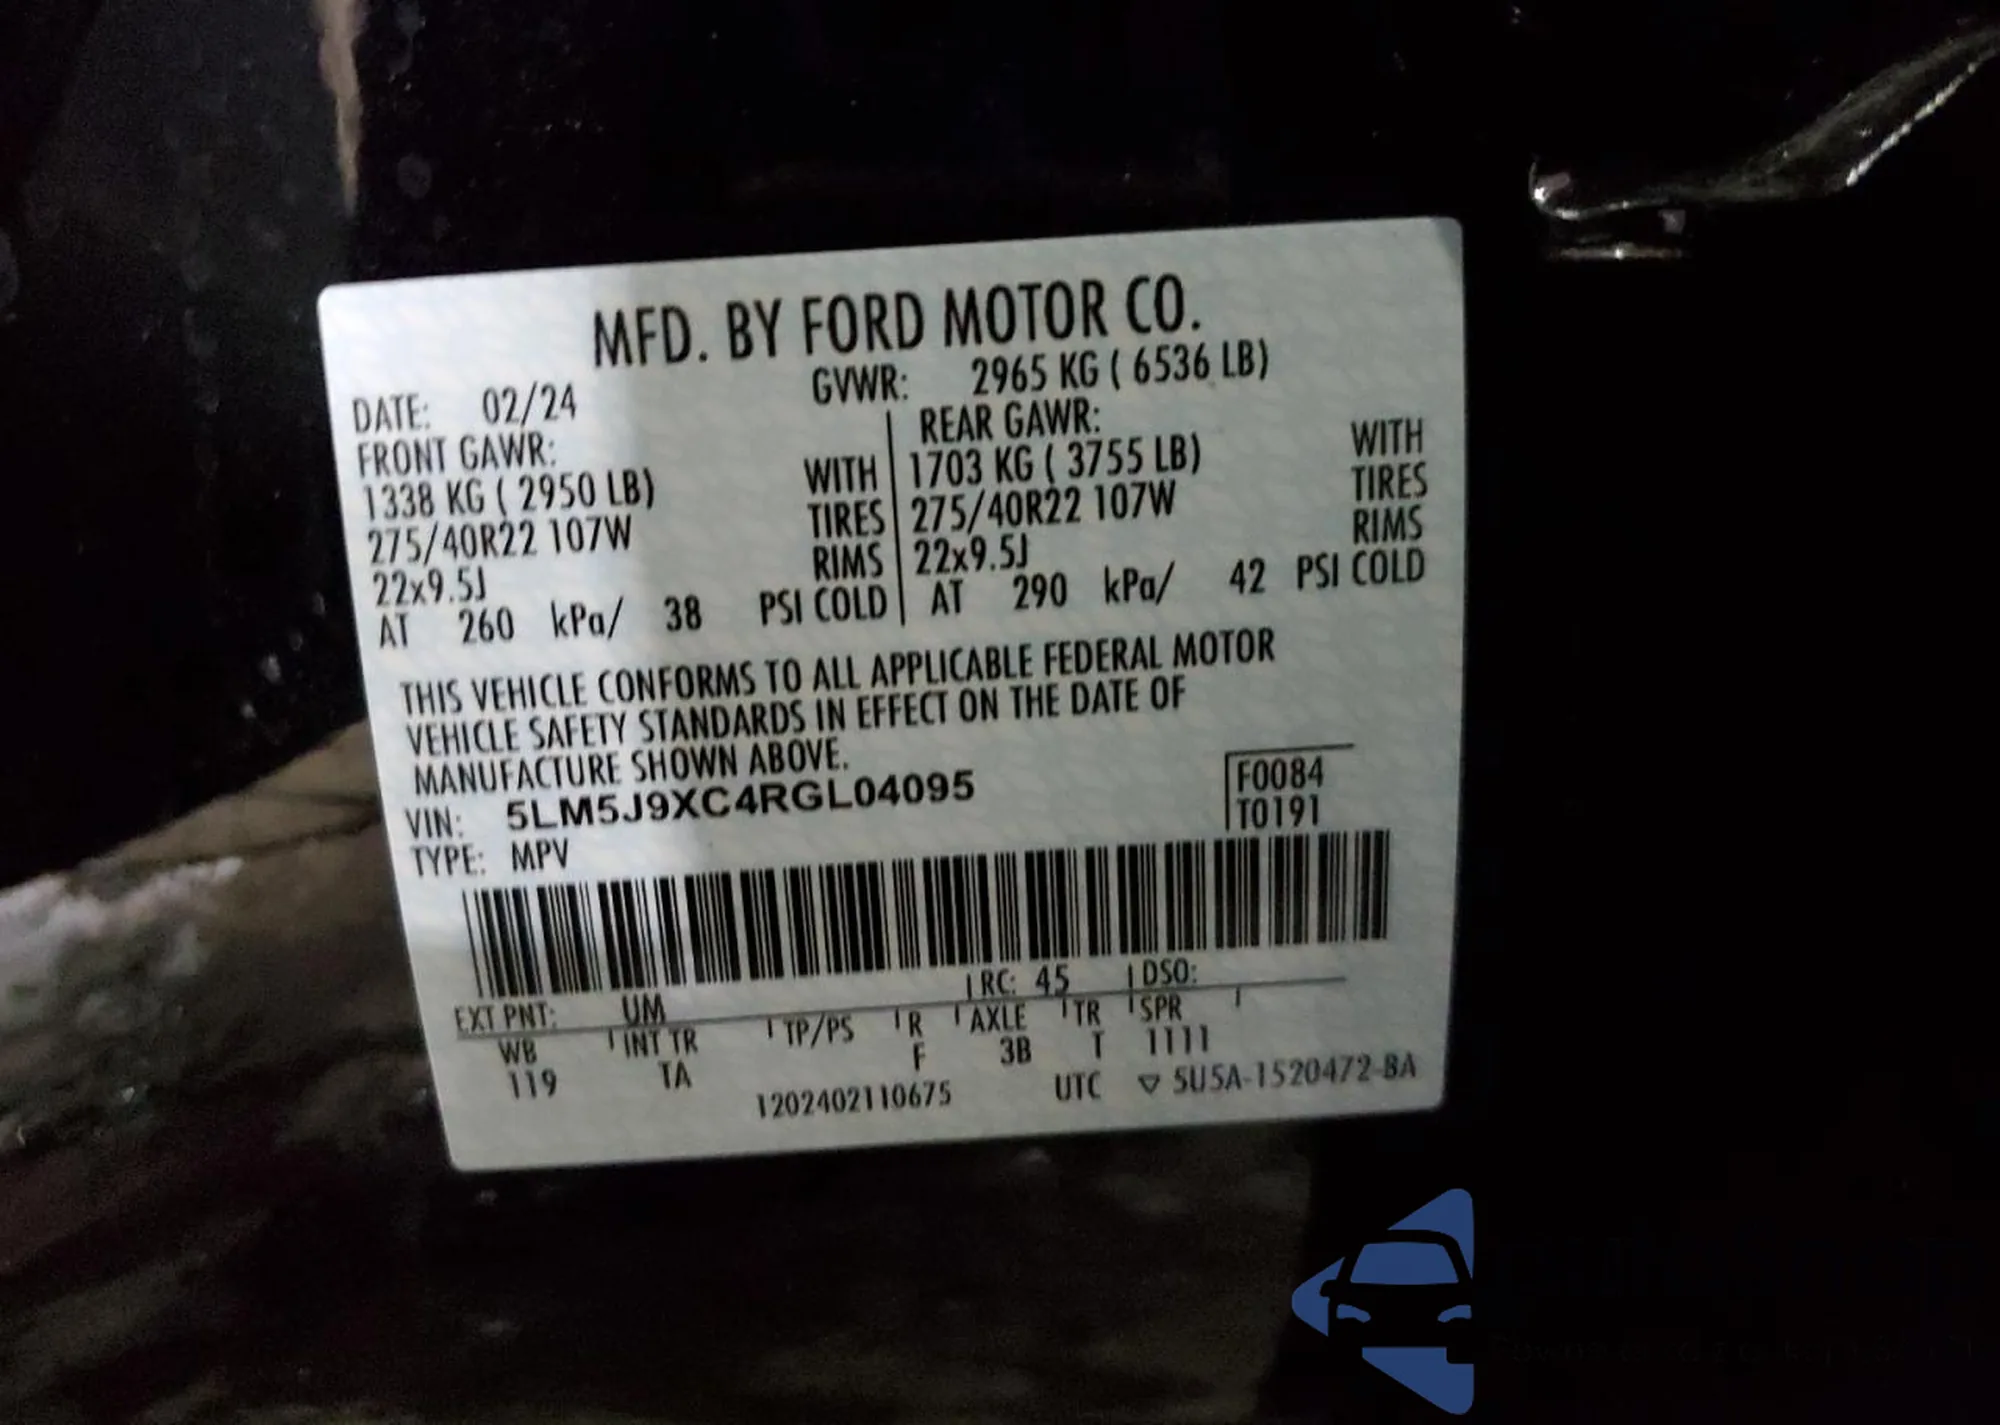 MFD. BY FORD MOTOR CO.
DATE: 02/24 GVWR: 2965 KG ( 6536 LB)
FRONT GAWR: REAR GAWR:
1338 KG ( 2950 LB) WITH 1703 KG ( 3755 LB) WITH
275/40R22 107W TIRES 275/40R22 107W TIRES
22x9.5J RIMS 22x9.5J RIMS
AT 260 kPa/ 38 PSI COLD AT 290 kPa/ 42 PSI COLD
THIS VEHICLE CONFORMS TO ALL APPLICABLE FEDERAL MOTOR
VEHICLE SAFETY STANDARDS IN EFFECT ON THE DATE OF
MANUFACTURE SHOWN ABOVE.
VIN: 5LM5J9XC4RGL04095 F0084
TYPE: MPV T0191
EXT PNT: UM RC: 45 DSO:
WB INT TR TP/PS R AXLE TR SPR
119 TA F 3B T 1111
1202402110675 UTC ▽ 5U5A-1520472-BA